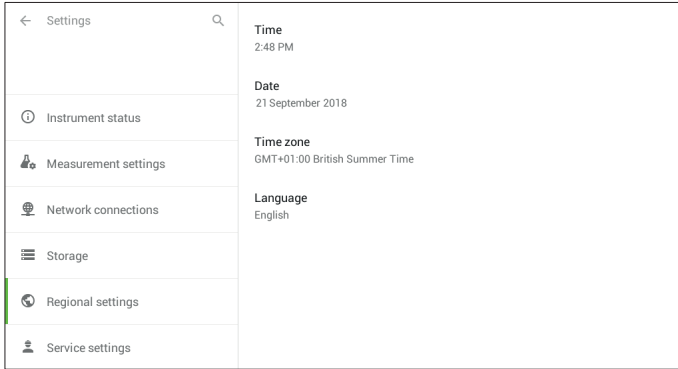 Settings
Instrument status
Measurement settings
Network connections
Storage
Regional settings
Service settings
Time
2:48 PM
Date
21 September 2018
Time zone
GMT+01:00 British Summer Time
Language
English